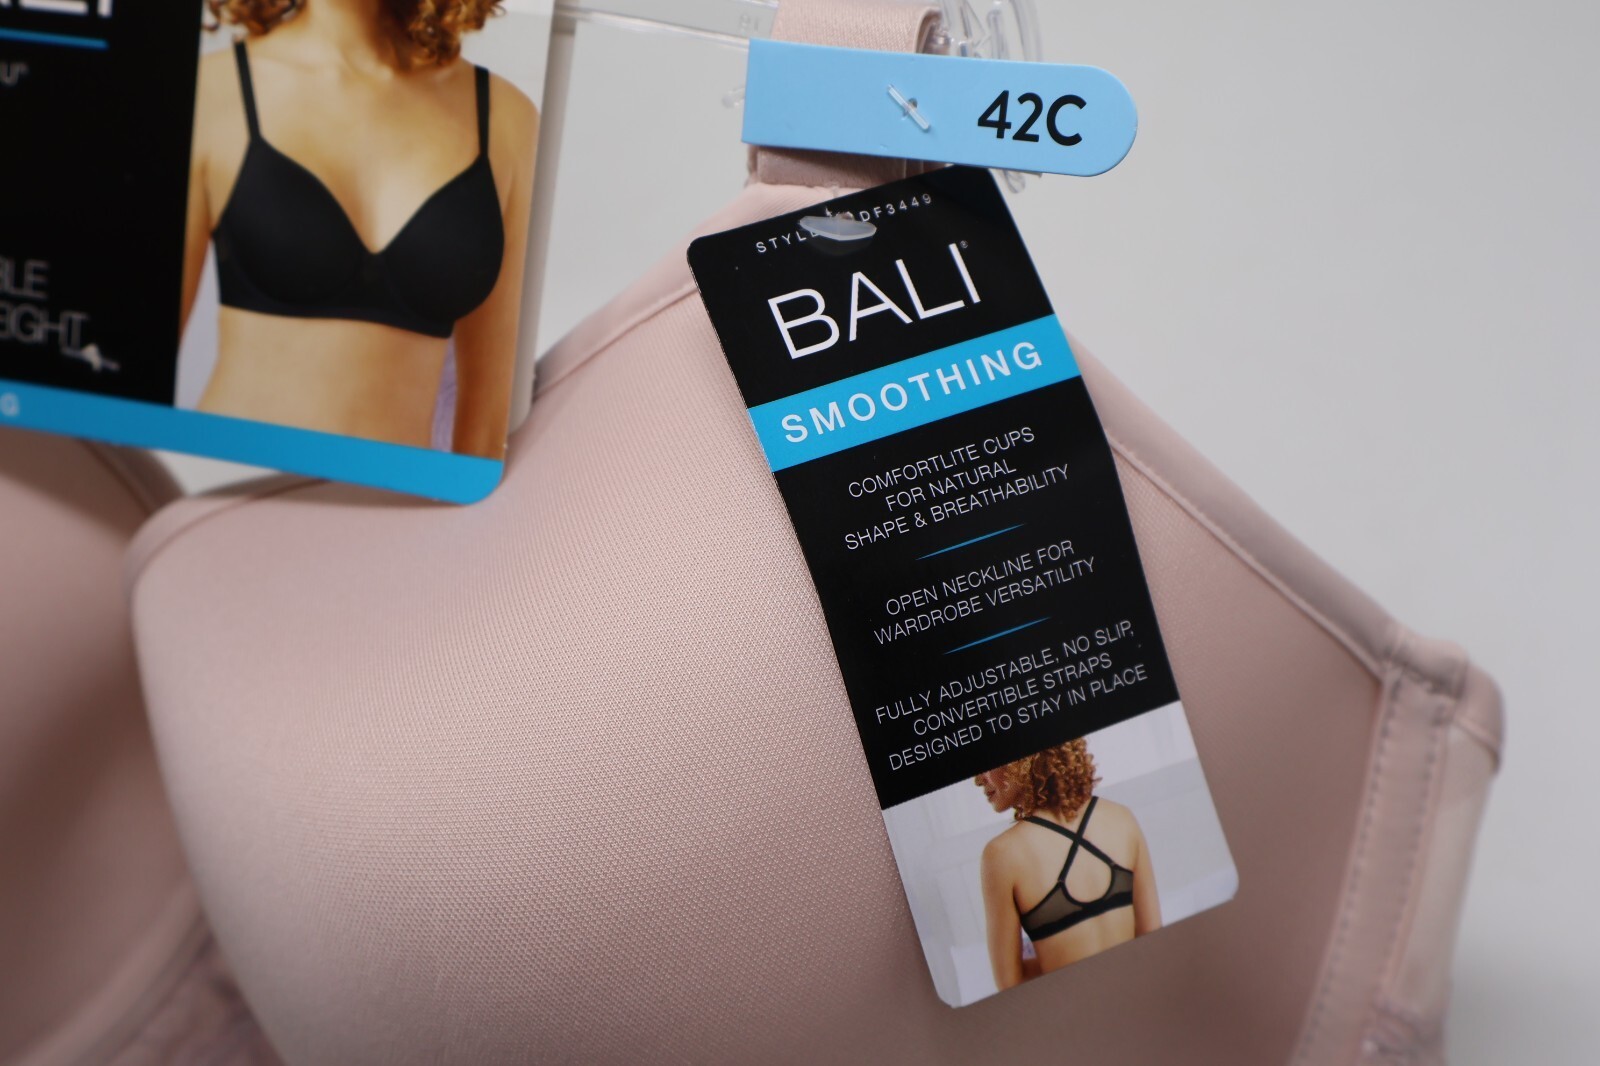 U
BLE
42C
DF3449
BALI®
SMOOTHING
COMFORTLITE CUPS
FOR NATURAL
SHAPE & BREATHABILITY
OPEN NECKLINE FOR
WARDROBE VERSATILITY
FULLY ADJUSTABLE, NO SLIP,
CONVERTIBLE STRAPS
DESIGNED TO STAY IN PLACE
G